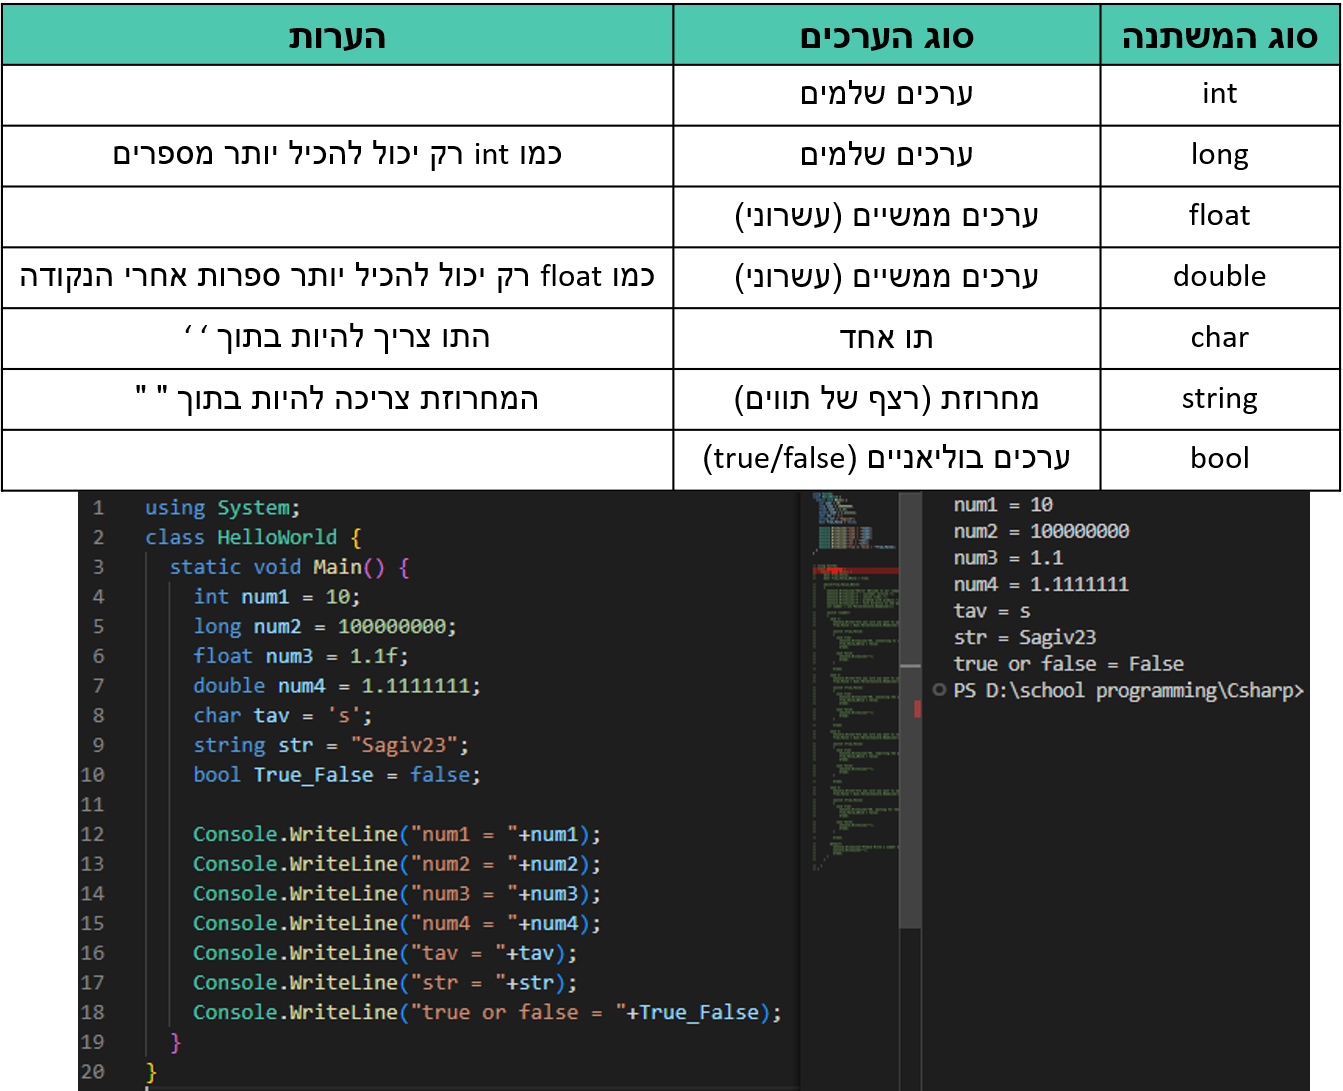 סוג המשתנה סוג הערכים הערות
int ערכים שלמים
long ערכים שלמים כמו int רק יכול להכיל יותר מספרים
float ערכים ממשיים (עשרוני)
double ערכים ממשיים (עשרוני) כמו float רק יכול להכיל יותר ספרות אחרי הנקודה
char תו אחד התו צריך להיות בתוך ‘ ‘
string מחרוזת (רצף של תווים) המחרוזת צריכה להיות בתוך " "
bool ערכים בוליאניים (true/false)
1 using System;
2 class HelloWorld {
3 static void Main() {
4 int num1 = 10;
5 long num2 = 100000000;
6 float num3 = 1.1f;
7 double num4 = 1.1111111;
8 char tav = 's';
9 string str = "Sagiv23";
10 bool True_False = false;
11
12 Console.WriteLine("num1 = "+num1);
13 Console.WriteLine("num2 = "+num2);
14 Console.WriteLine("num3 = "+num3);
15 Console.WriteLine("num4 = "+num4);
16 Console.WriteLine("tav = "+tav);
17 Console.WriteLine("str = "+str);
18 Console.WriteLine("true or false = "+True_False);
19 }
20 }
num1 = 10
num2 = 100000000
num3 = 1.1
num4 = 1.1111111
tav = s
str = Sagiv23
true or false = False
PS D:\school programming\Csharp>